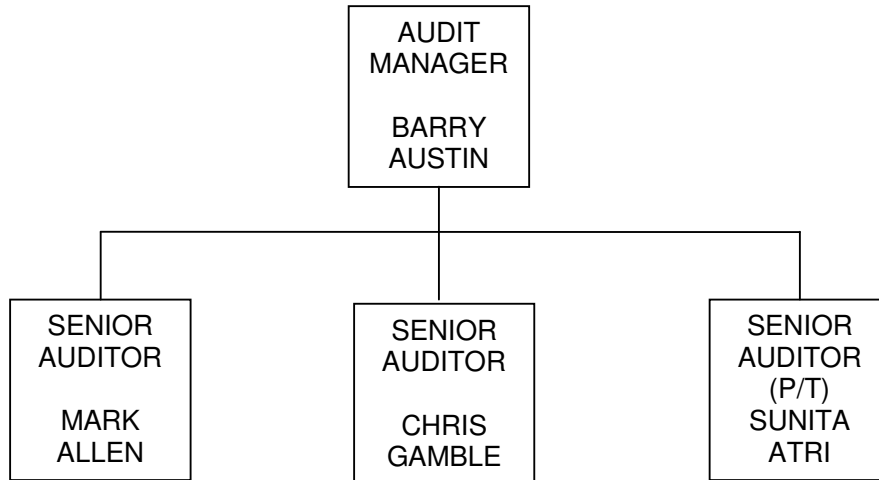 AUDIT
MANAGER
BARRY
AUSTIN
SENIOR
AUDITOR
MARK
ALLEN
SENIOR
AUDITOR
CHRIS
GAMBLE
SENIOR
AUDITOR
(P/T)
SUNITA
ATRI